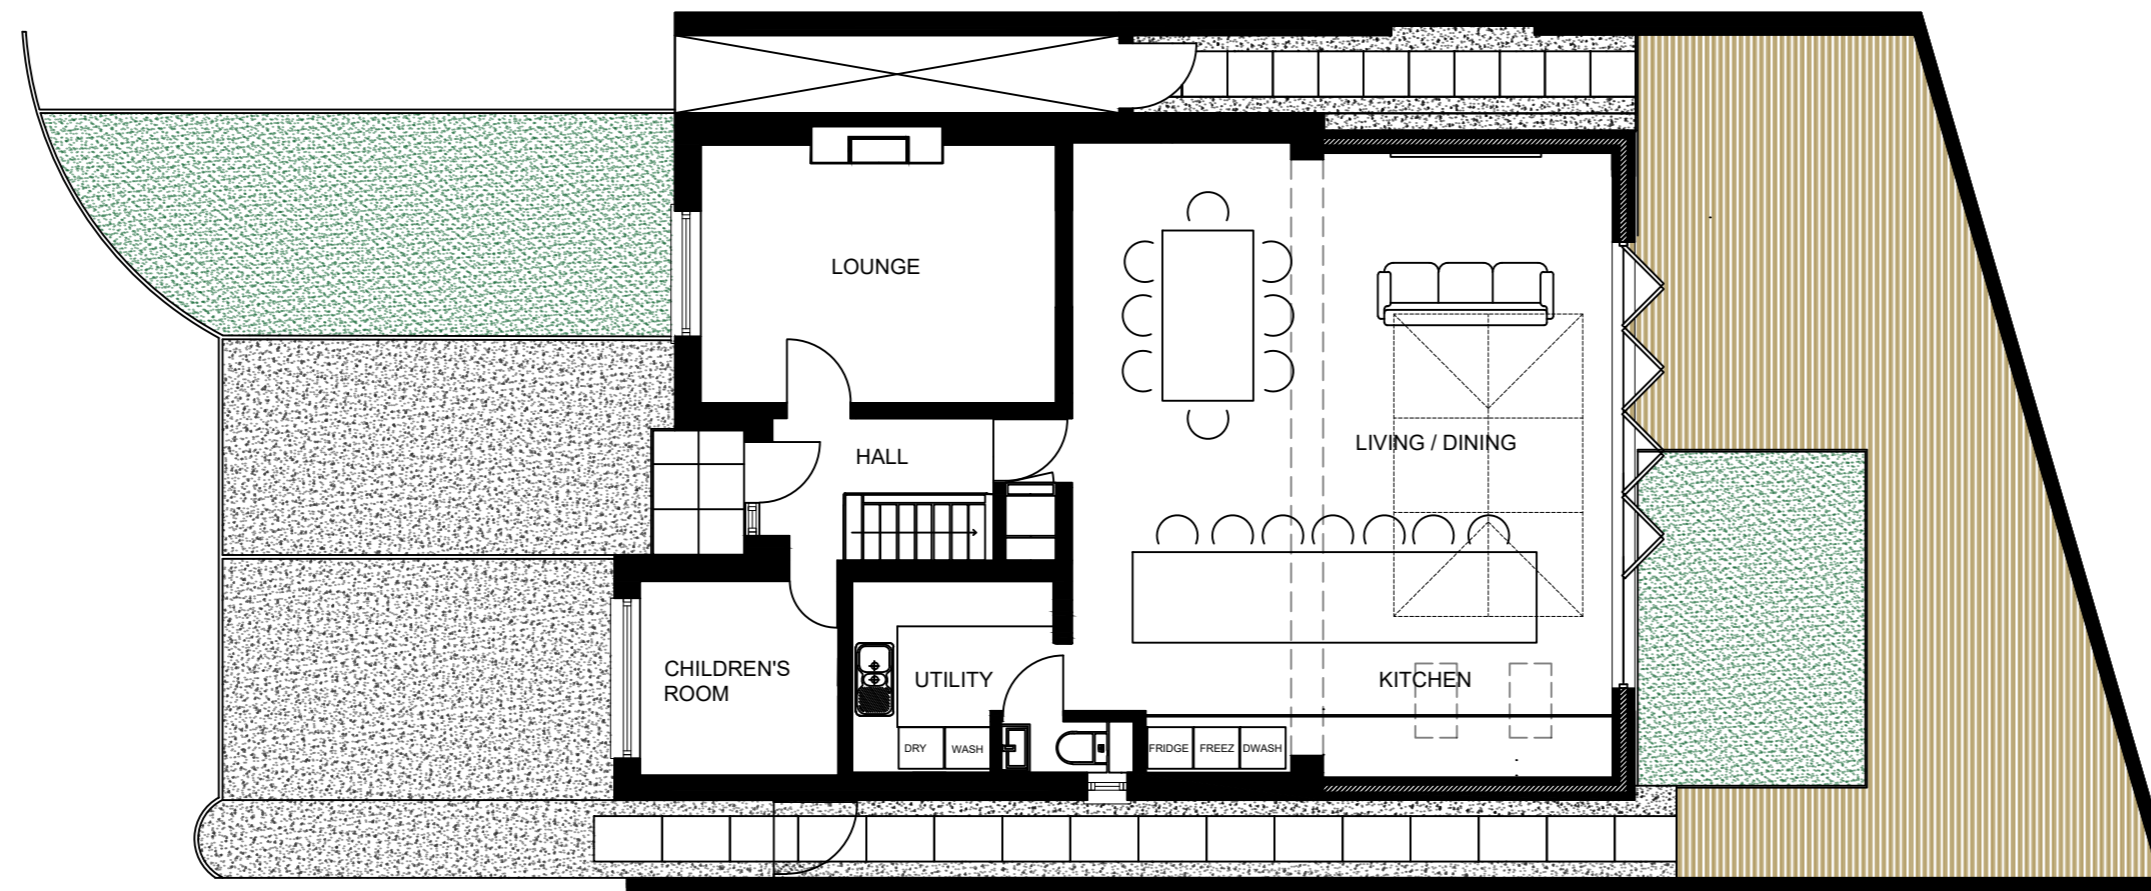 LOUNGE
LIVING / DINING
HALL
CHILDREN'S
ROOM
UTILITY
KITCHEN
DRY
WASH
FRIDGE
FREEZ
DWASH